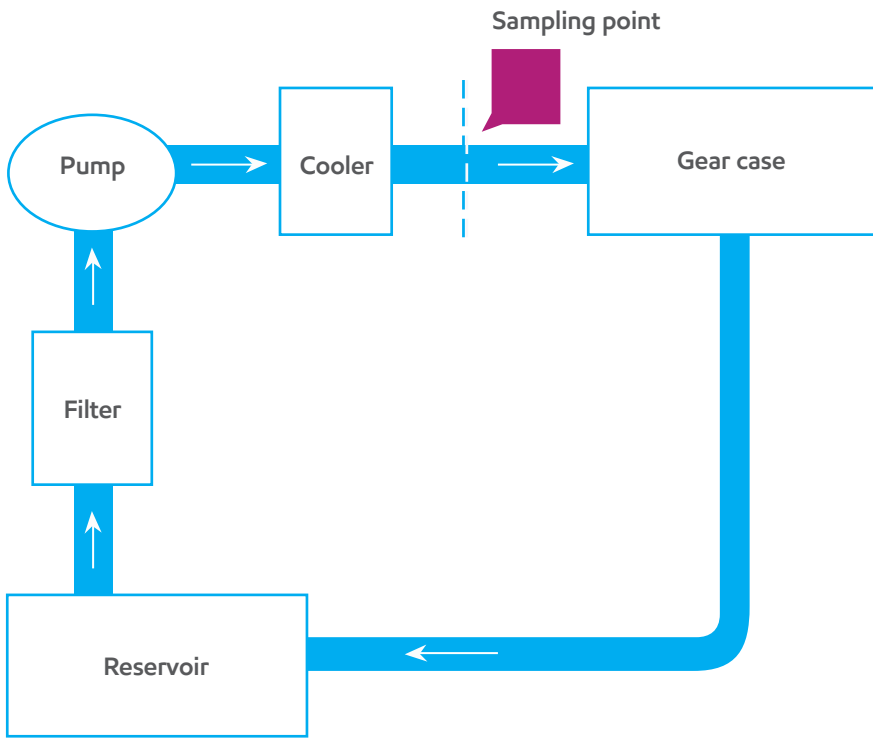 Sampling point
Pump
Cooler
Gear case
Filter
Reservoir